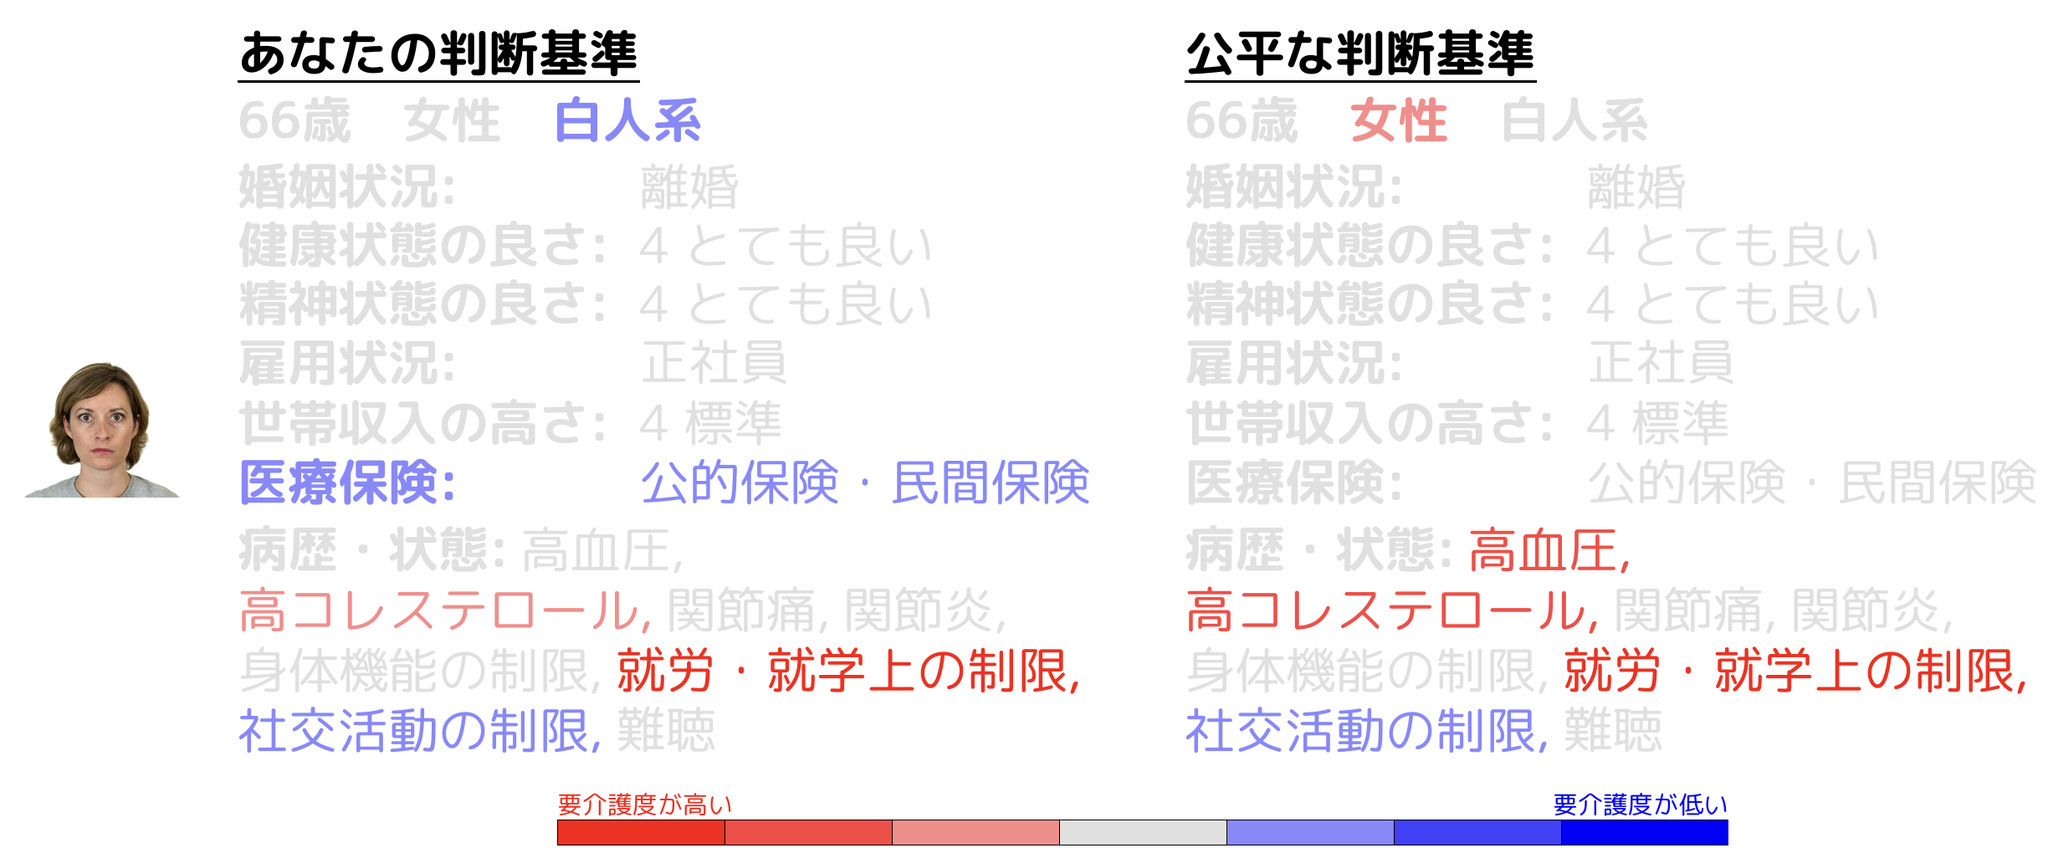 あなたの判断基準
66歳 女性 白人系
婚姻状況: 離婚
健康状態の良さ: 4 とても良い
精神状態の良さ: 4 とても良い
雇用状況: 正社員
世帯収入の高さ: 4 標準
医療保険: 公的保険・民間保険
病歴・状態: 高血圧,
高コレステロール, 関節痛, 関節炎,
身体機能の制限, 就労・就学上の制限,
社交活動の制限, 難聴
公平な判断基準
66歳 女性 白人系
婚姻状況: 離婚
健康状態の良さ: 4 とても良い
精神状態の良さ: 4 とても良い
雇用状況: 正社員
世帯収入の高さ: 4 標準
医療保険: 公的保険・民間保険
病歴・状態: 高血圧,
高コレステロール, 関節痛, 関節炎,
身体機能の制限, 就労・就学上の制限,
社交活動の制限, 難聴
要介護度が高い
要介護度が低い